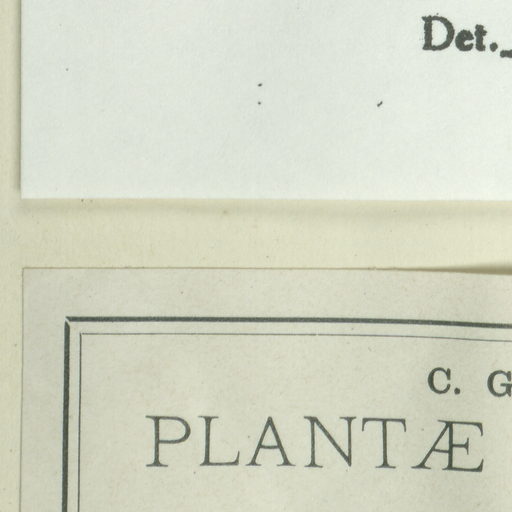 Det.
C. G
PLANTÆ